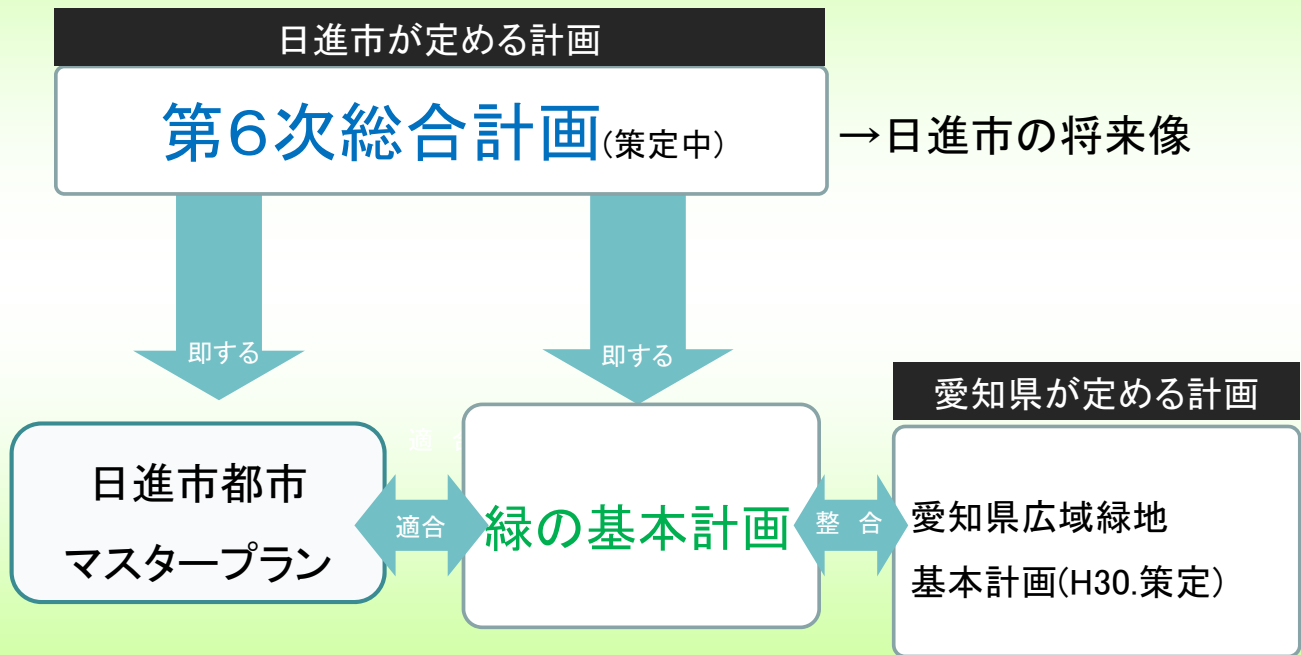 日進市が定める計画
第6次総合計画(策定中)
→日進市の将来像
即する
即する
愛知県が定める計画
日進市都市
マスタープラン
適
適合
緑の基本計画
整 合
愛知県広域緑地
基本計画(H30.策定)